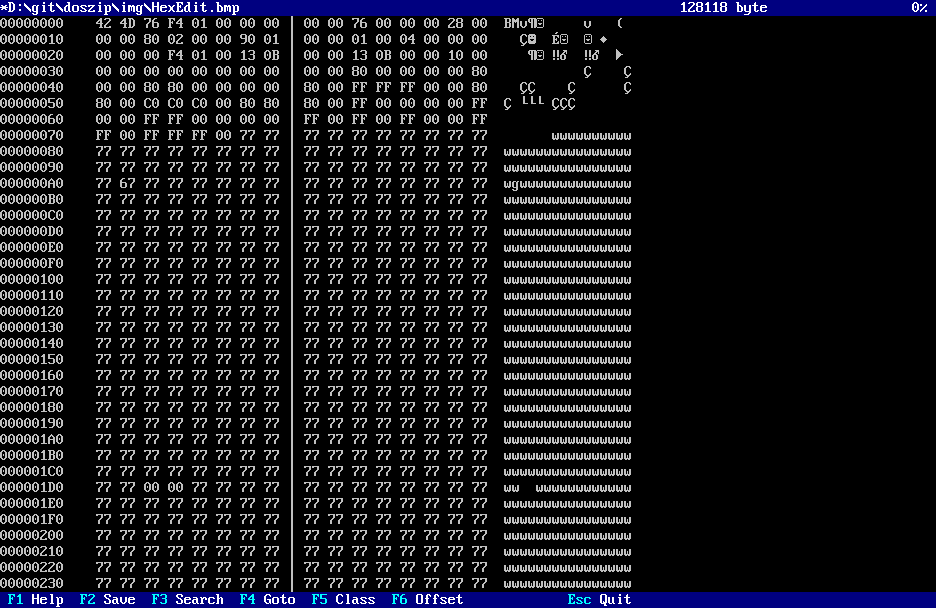 *D:\git\doszip\img\HexEdit.bmp 128118 byte 0%
00000000 42 4D 76 F4 01 00 00 00 00 00 76 00 00 00 28 00 BMv¶☺ v (
00000010 00 00 80 02 00 00 90 01 00 00 01 00 04 00 00 00 Ç☻ É☺ ☺ ♦
00000020 00 00 00 F4 01 00 13 0B 00 00 13 0B 00 00 10 00 ¶☺ ‼♂ ‼♂ ►
00000030 00 00 00 00 00 00 00 00 00 00 80 00 00 00 00 80 Ç Ç
00000040 00 00 80 80 00 00 00 00 80 00 FF FF FF 00 00 80 ÇÇ Ç Ç
00000050 80 00 C0 C0 C0 00 80 80 80 00 FF 00 00 00 00 FF Ç └└└ ÇÇÇ
00000060 00 00 FF FF 00 00 00 00 FF 00 FF 00 FF 00 00 FF
00000070 FF 00 FF FF FF 00 77 77 77 77 77 77 77 77 77 77 wwwwwwwwww
00000080 77 77 77 77 77 77 77 77 77 77 77 77 77 77 77 77 wwwwwwwwwwwwwwww
00000090 77 77 77 77 77 77 77 77 77 77 77 77 77 77 77 77 wwwwwwwwwwwwwwww
000000A0 77 67 77 77 77 77 77 77 77 77 77 77 77 77 77 77 wgwwwwwwwwwwwwww
000000B0 77 77 77 77 77 77 77 77 77 77 77 77 77 77 77 77 wwwwwwwwwwwwwwww
000000C0 77 77 77 77 77 77 77 77 77 77 77 77 77 77 77 77 wwwwwwwwwwwwwwww
000000D0 77 77 77 77 77 77 77 77 77 77 77 77 77 77 77 77 wwwwwwwwwwwwwwww
000000E0 77 77 77 77 77 77 77 77 77 77 77 77 77 77 77 77 wwwwwwwwwwwwwwww
000000F0 77 77 77 77 77 77 77 77 77 77 77 77 77 77 77 77 wwwwwwwwwwwwwwww
00000100 77 77 77 77 77 77 77 77 77 77 77 77 77 77 77 77 wwwwwwwwwwwwwwww
00000110 77 77 77 77 77 77 77 77 77 77 77 77 77 77 77 77 wwwwwwwwwwwwwwww
00000120 77 77 77 77 77 77 77 77 77 77 77 77 77 77 77 77 wwwwwwwwwwwwwwww
00000130 77 77 77 77 77 77 77 77 77 77 77 77 77 77 77 77 wwwwwwwwwwwwwwww
00000140 77 77 77 77 77 77 77 77 77 77 77 77 77 77 77 77 wwwwwwwwwwwwwwww
00000150 77 77 77 77 77 77 77 77 77 77 77 77 77 77 77 77 wwwwwwwwwwwwwwww
00000160 77 77 77 77 77 77 77 77 77 77 77 77 77 77 77 77 wwwwwwwwwwwwwwww
00000170 77 77 77 77 77 77 77 77 77 77 77 77 77 77 77 77 wwwwwwwwwwwwwwww
00000180 77 77 77 77 77 77 77 77 77 77 77 77 77 77 77 77 wwwwwwwwwwwwwwww
00000190 77 77 77 77 77 77 77 77 77 77 77 77 77 77 77 77 wwwwwwwwwwwwwwww
000001A0 77 77 77 77 77 77 77 77 77 77 77 77 77 77 77 77 wwwwwwwwwwwwwwww
000001B0 77 77 77 77 77 77 77 77 77 77 77 77 77 77 77 77 wwwwwwwwwwwwwwww
000001C0 77 77 77 77 77 77 77 77 77 77 77 77 77 77 77 77 wwwwwwwwwwwwwwww
000001D0 77 77 00 00 77 77 77 77 77 77 77 77 77 77 77 77 ww wwwwwwwwwwww
000001E0 77 77 77 77 77 77 77 77 77 77 77 77 77 77 77 77 wwwwwwwwwwwwwwww
000001F0 77 77 77 77 77 77 77 77 77 77 77 77 77 77 77 77 wwwwwwwwwwwwwwww
00000200 77 77 77 77 77 77 77 77 77 77 77 77 77 77 77 77 wwwwwwwwwwwwwwww
00000210 77 77 77 77 77 77 77 77 77 77 77 77 77 77 77 77 wwwwwwwwwwwwwwww
00000220 77 77 77 77 77 77 77 77 77 77 77 77 77 77 77 77 wwwwwwwwwwwwwwww
00000230 77 77 77 77 77 77 77 77 77 77 77 77 77 77 77 77 wwwwwwwwwwwwwwww
F1 Help F2 Save F3 Search F4 Goto F5 Class F6 Offset Esc Quit